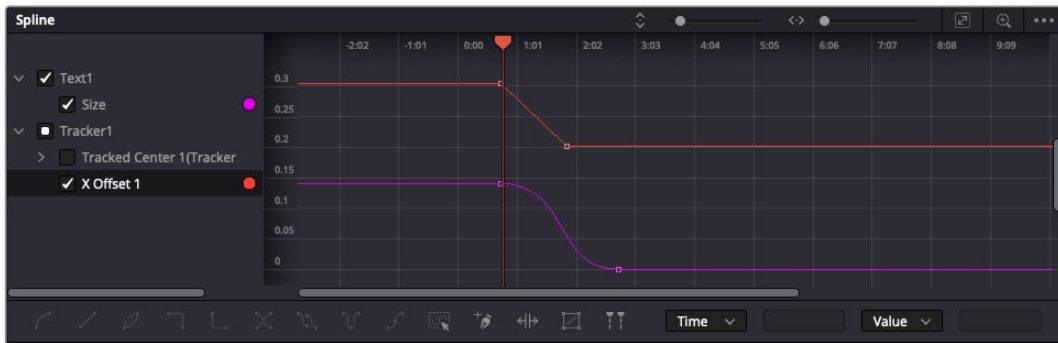 Spline
-2:02 -1:01 0:00 1:01 2:02 3:03 4:04 5:05 6:06 7:07 8:08 9:09
Text1
Size
Tracker1
Tracked Center 1(Tracker
X Offset 1
0.3
0.25
0.2
0.15
0.1
0.05
0
Time Value